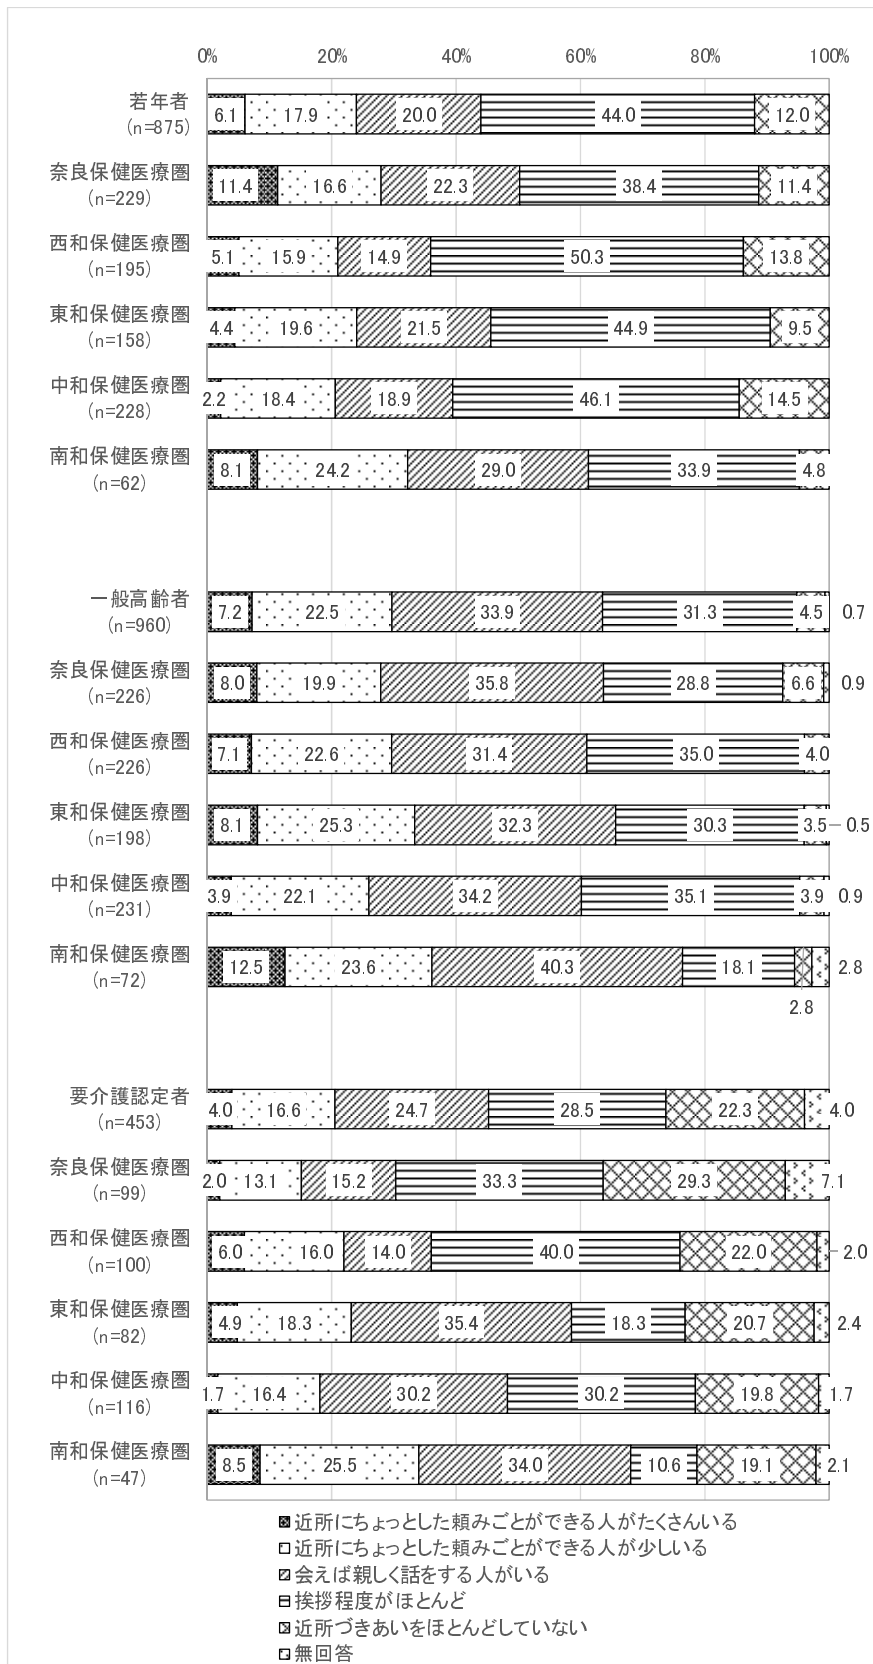 0% 20% 40% 60% 80% 100%
若年者
(n=875)
6.1 17.9 20.0 44.0 12.0
奈良保健医療圏
(n=229)
11.4 16.6 22.3 38.4 11.4
西和保健医療圏
(n=195)
5.1 15.9 14.9 50.3 13.8
東和保健医療圏
(n=158)
4.4 19.6 21.5 44.9 9.5
中和保健医療圏
(n=228)
2.2 18.4 18.9 46.1 14.5
南和保健医療圏
(n=62)
8.1 24.2 29.0 33.9 4.8
一般高齢者
(n=960)
7.2 22.5 33.9 31.3 4.5 0.7
奈良保健医療圏
(n=226)
8.0 19.9 35.8 28.8 6.6 0.9
西和保健医療圏
(n=226)
7.1 22.6 31.4 35.0 4.0
東和保健医療圏
(n=198)
8.1 25.3 32.3 30.3 3.5 0.5
中和保健医療圏
(n=231)
3.9 22.1 34.2 35.1 3.9 0.9
南和保健医療圏
(n=72)
12.5 23.6 40.3 18.1 2.8
2.8
要介護認定者
(n=453)
4.0 16.6 24.7 28.5 22.3 4.0
奈良保健医療圏
(n=99)
2.0 13.1 15.2 33.3 29.3 7.1
西和保健医療圏
(n=100)
6.0 16.0 14.0 40.0 22.0 2.0
東和保健医療圏
(n=82)
4.9 18.3 35.4 18.3 20.7 2.4
中和保健医療圏
(n=116)
1.7 16.4 30.2 30.2 19.8 1.7
南和保健医療圏
(n=47)
8.5 25.5 34.0 10.6 19.1 2.1
近所にちょっとした頼みごとができる人がたくさんいる
近所にちょっとした頼みごとができる人が少しいる
会えば親しく話をする人がいる
挨拶程度がほとんど
近所づきあいをほとんどしていない
無回答